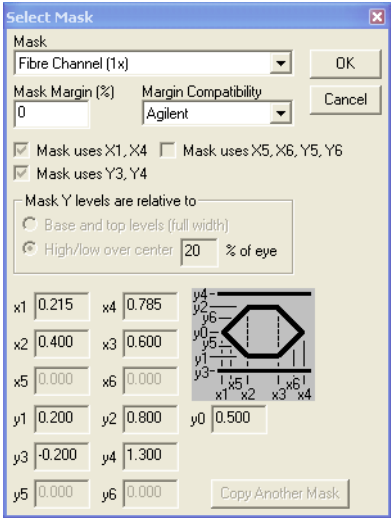 Select Mask
Mask
Fibre Channel (1x)
OK
Mask Margin (%)
Margin Compatibility
Cancel
0
Agilent
Mask uses X1, X4
Mask uses X5, X6, Y5, Y6
Mask uses Y3, Y4
Mask Y levels are relative to
Base and top levels (full width)
High/low over center 20 % of eye
x1 0.215 x4 0.785
x2 0.400 x3 0.600
x5 0.000 x6 0.000
y4
y2
y6
y0
y5
y1
y3
x5 x6
x1 x2 x3 x4
y1 0.200 y2 0.800 y0 0.500
y3 -0.200 y4 1.300
y5 0.000 y6 0.000
Copy Another Mask